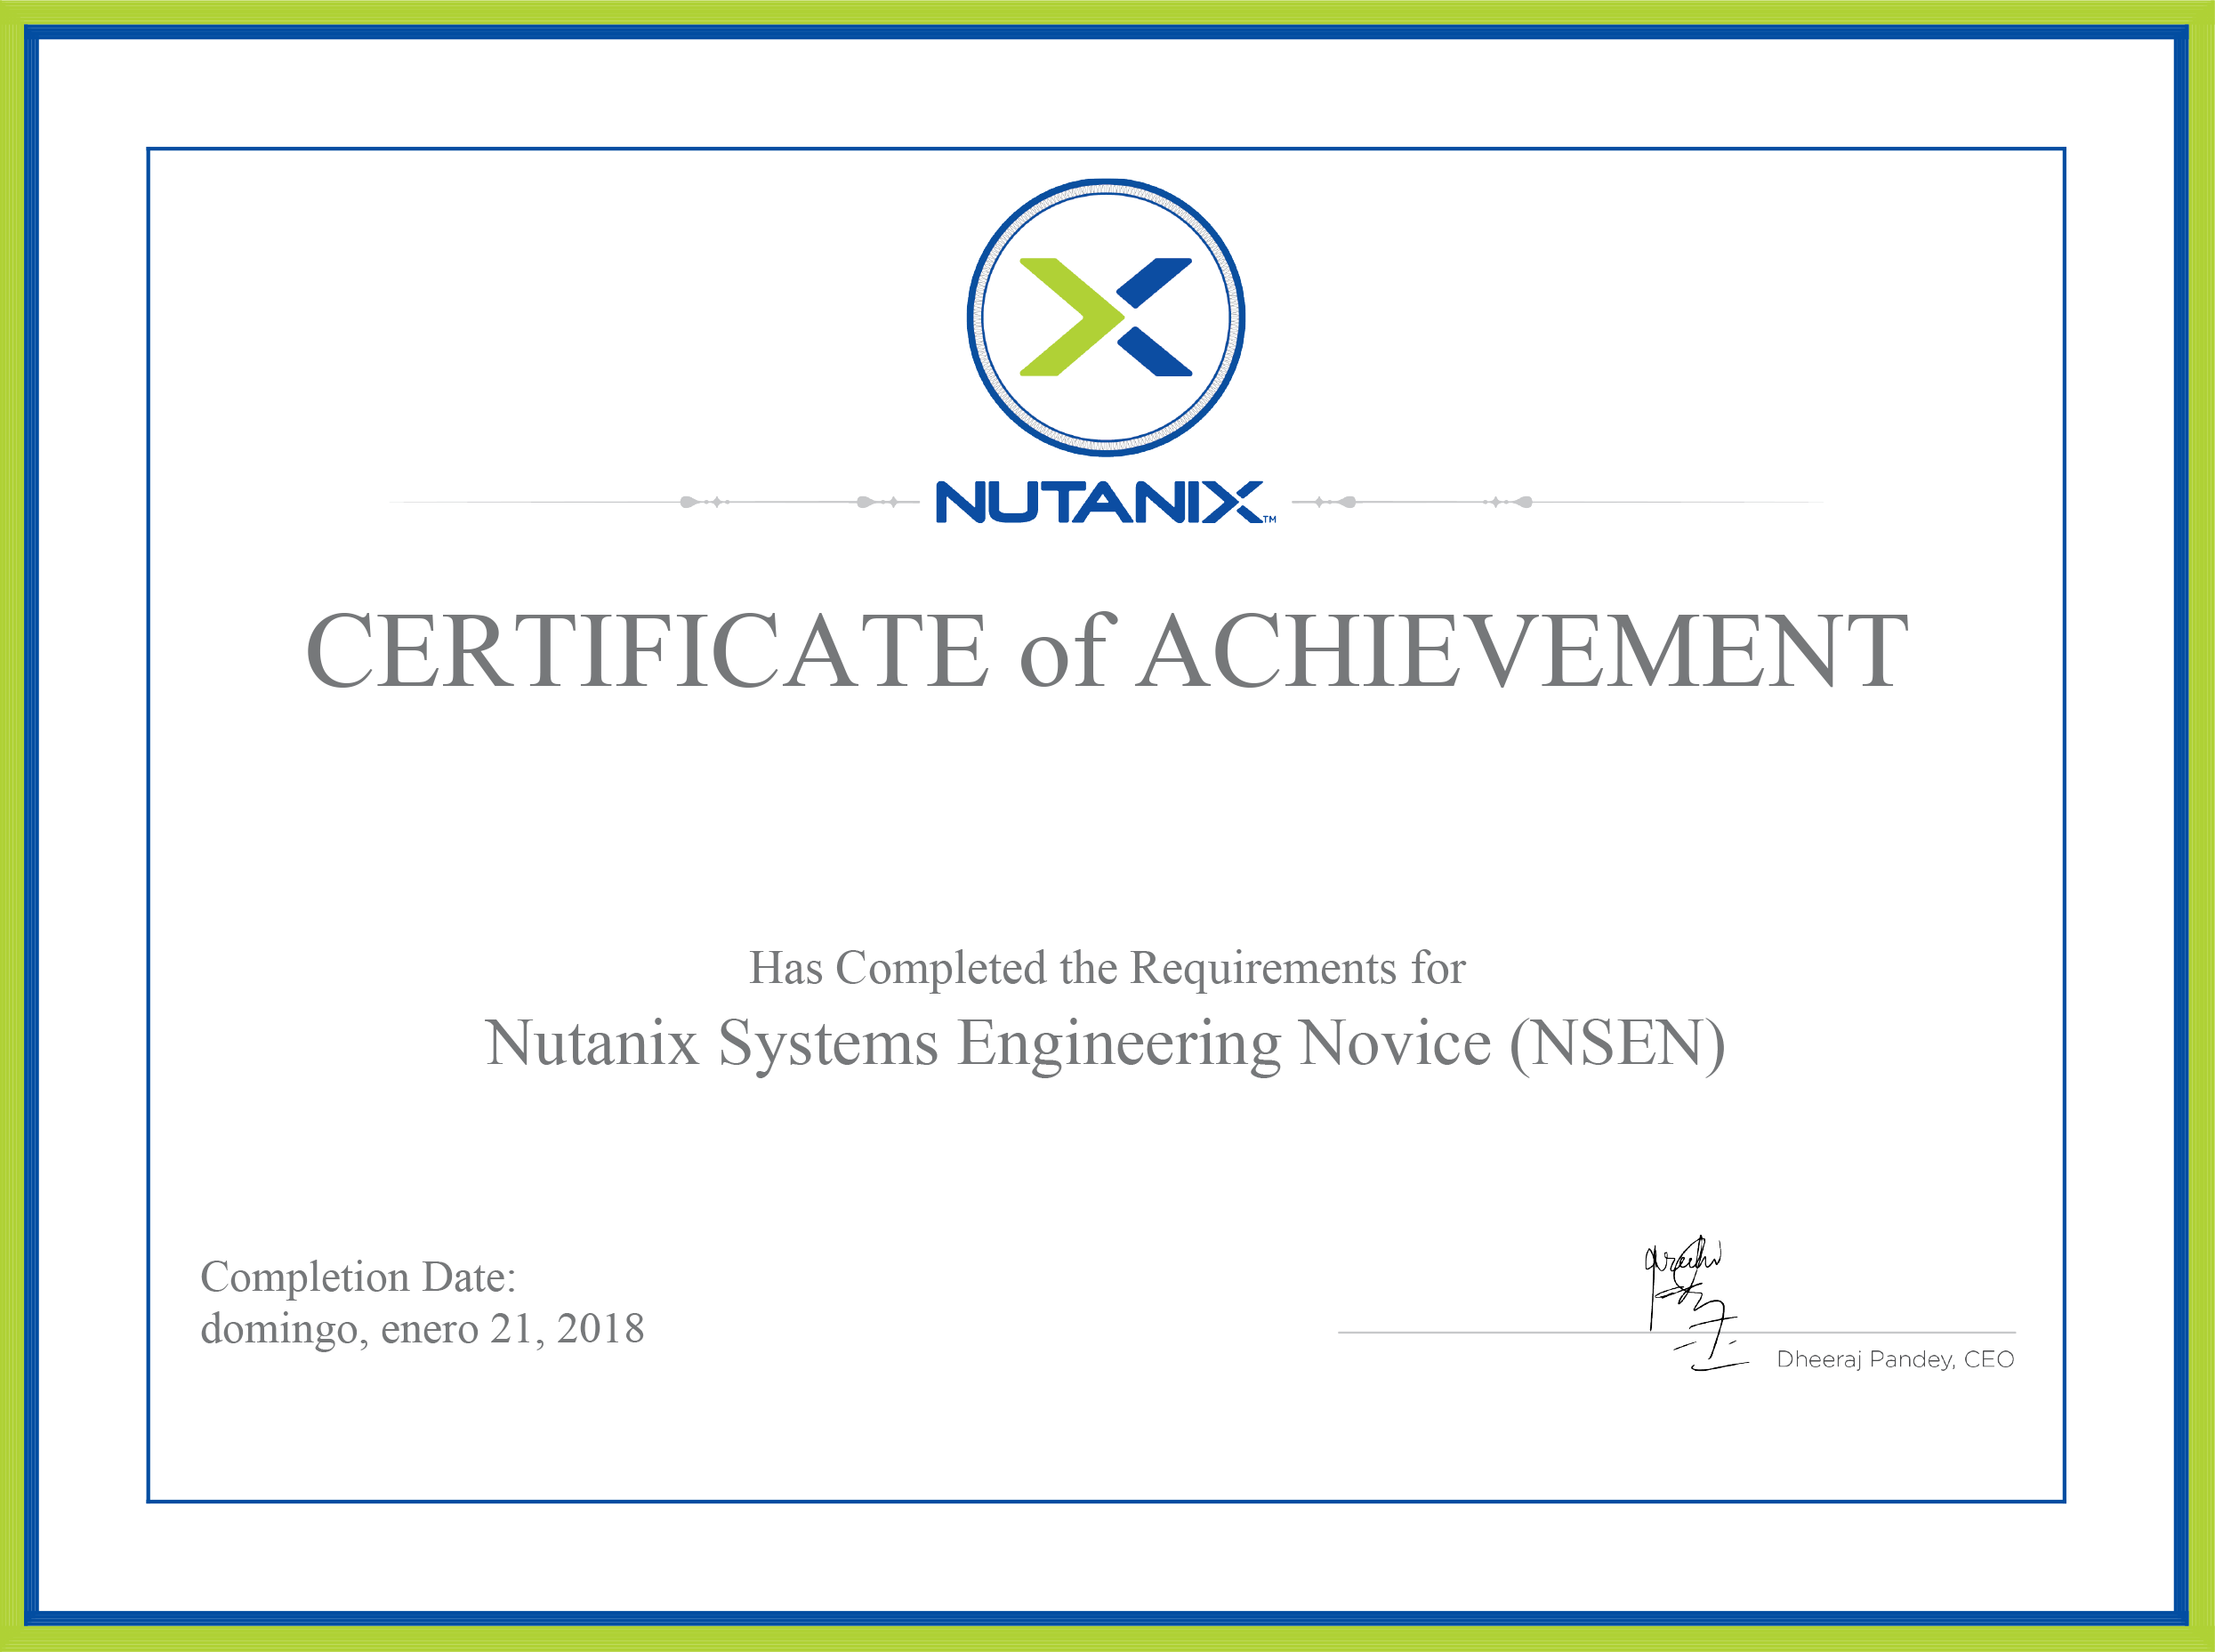 NUTANIX™
CERTIFICATE of ACHIEVEMENT
Has Completed the Requirements for
Nutanix Systems Engineering Novice (NSEN)
Completion Date:
domingo, enero 21, 2018
Dheeraj Pandey, CEO